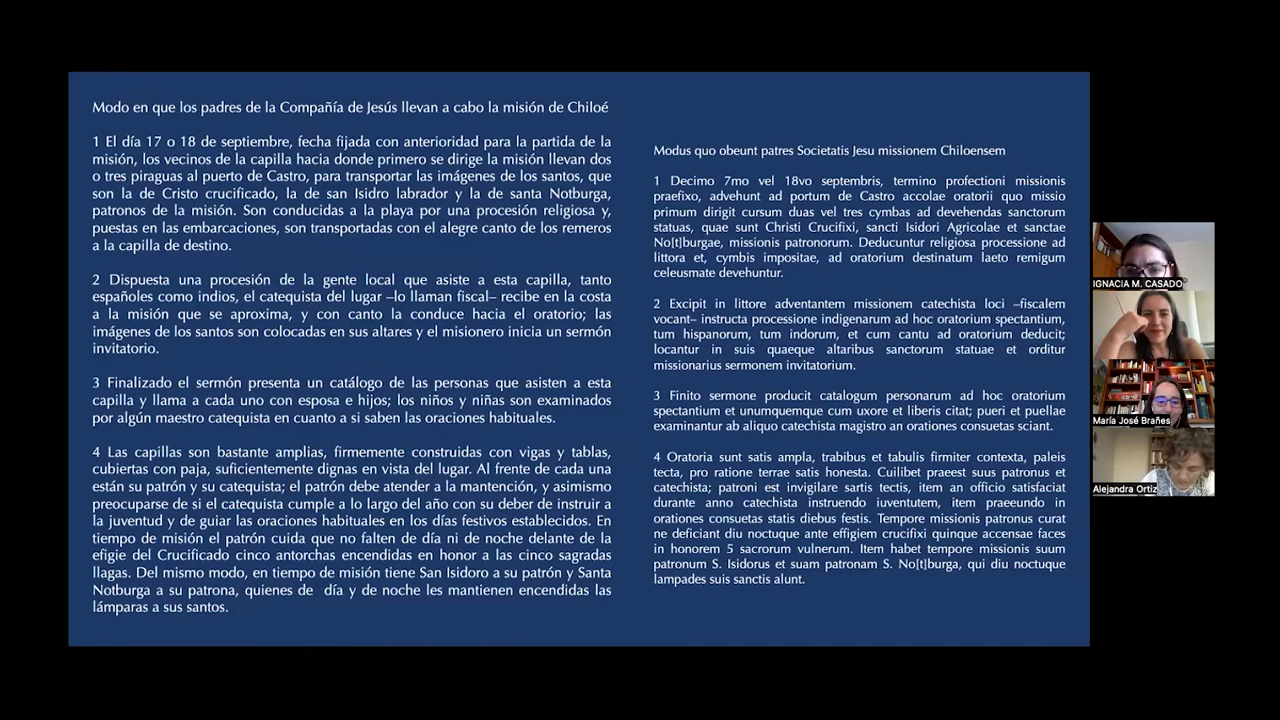 Modo en que los padres de la Compañía de Jesús llevan a cabo la misión de Chiloé
1 El día 17 o 18 de septiembre, fecha fijada con anterioridad para la partida de la
misión, los vecinos de la capilla hacia donde primero se dirige la misión llevan dos
o tres piraguas al puerto de Castro, para transportar las imágenes de los santos, que
son la de Cristo crucificado, la de san Isidro labrador y la de santa Notburga,
patronos de la misión. Son conducidas a la playa por una procesión religiosa y,
puestas en las embarcaciones, son transportadas con el alegre canto de los remeros
a la capilla de destino.
2 Dispuesta una procesión de la gente local que asiste a esta capilla, tanto
españoles como indios, el catequista del lugar –lo llaman fiscal– recibe en la costa
a la misión que se aproxima, y con canto la conduce hacia el oratorio; las
imágenes de los santos son colocadas en sus altares y el misionero inicia un sermón
invitatorio.
3 Finalizado el sermón presenta un catálogo de las personas que asisten a esta
capilla y llama a cada uno con esposa e hijos; los niños y niñas son examinados
por algún maestro catequista en cuanto a si saben las oraciones habituales.
4 Las capillas son bastante amplias, firmemente construidas con vigas y tablas,
cubiertas con paja, suficientemente dignas en vista del lugar. Al frente de cada una
están su patrón y su catequista; el patrón debe atender a la mantención, y asimismo
preocuparse de si el catequista cumple a lo largo del año con su deber de instruir a
la juventud y de guiar las oraciones habituales en los días festivos establecidos. En
tiempo de misión el patrón cuida que no falten de día ni de noche delante de la
efigie del Crucificado cinco antorchas encendidas en honor a las cinco sagradas
llagas. Del mismo modo, en tiempo de misión tiene San Isidoro a su patrón y Santa
Notburga a su patrona, quienes de  día y de noche les mantienen encendidas las
lámparas a sus santos.
Modus quo obeunt patres Societatis Jesu missionem Chiloensem
1 Decimo 7mo vel 18vo septembris, termino profectioni missionis
praefixo, advehunt ad portum de Castro accolae oratorii quo missio
primum dirigit cursum duas vel tres cymbas ad devehendas sanctorum
statuas, quae sunt Christi Crucifixi, sancti Isidori Agricolae et sanctae
No[t]burgae, missionis patronorum. Deducuntur religiosa processione ad
littora et, cymbis impositae, ad oratorium destinatum laeto remigum
celeusmate devehuntur.
2 Excipit in littore adventantem missionem catechista loci –fiscalem
vocant– instructa processione indigenarum ad hoc oratorium spectantium,
tum hispanorum, tum indorum, et cum cantu ad oratorium deducit;
locantur in suis quaeque altaribus sanctorum statuae et orditur
missionarius sermonem invitatorium.
3 Finito sermone producit catalogum personarum ad hoc oratorium
spectantium et unumquemque cum uxore et liberis citat; pueri et puellae
examinantur ab aliquo catechista magistro an orationes consuetas sciant.
4 Oratoria sunt satis ampla, trabibus et tabulis firmiter contexta, paleis
tecta, pro ratione terrae satis honesta. Cuilibet praeest suus patronus et
catechista; patroni est invigilare sartis tectis, item an officio satisfaciat
durante anno catechista instruendo iuventutem, item praeeundo in
orationes consuetas statis diebus festis. Tempore missionis patronus curat
ne deficiant diu noctuque ante effigiem crucifixi quinque accensae faces
in honorem 5 sacrorum vulnerum. Item habet tempore missionis suum
patronum S. Isidorus et suam patronam S. No[t]burga, qui diu noctuque
lampades suis sanctis alunt.
IGNACIA M. CASADO
María José Brañes
Alejandra Ortiz